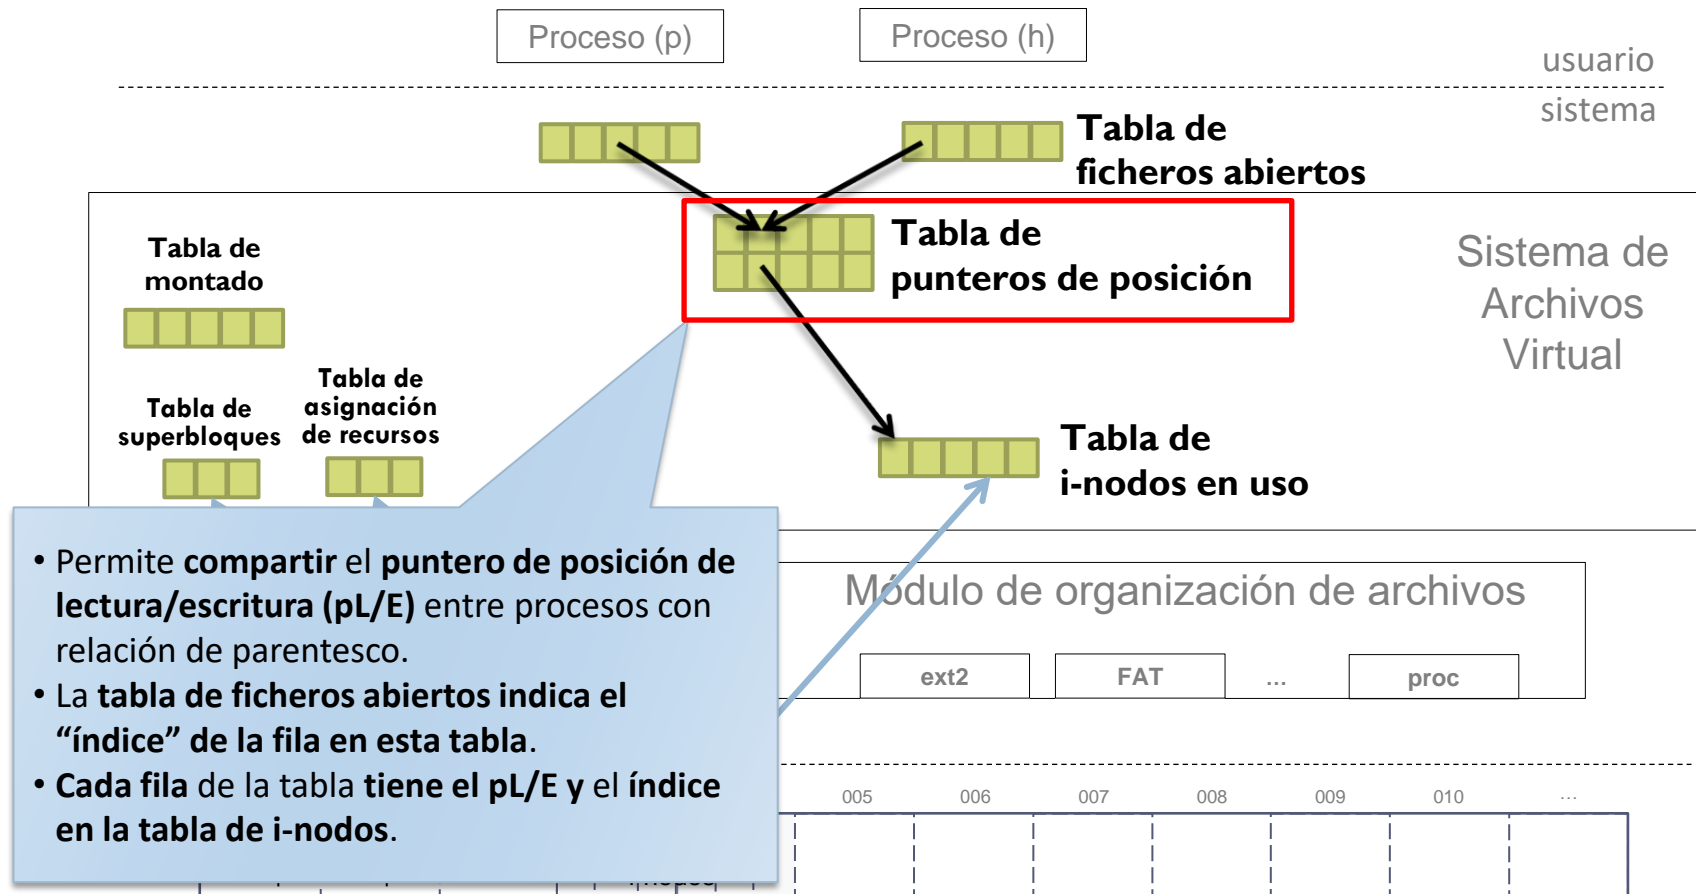 Proceso (p)
Proceso (h)
usuario
sistema
Tabla de
ficheros abiertos
Tabla de
punteros de posición
Sistema de
Archivos
Virtual
Tabla de
montado
Tabla de
superbloques
Tabla de
asignación
de recursos
Tabla de
i-nodos en uso
• Permite compartir el puntero de posición de
lectura/escritura (pL/E) entre procesos con
relación de parentesco.
• La tabla de ficheros abiertos indica el
“índice” de la fila en esta tabla.
• Cada fila de la tabla tiene el pL/E y el índice
en la tabla de i-nodos.
Módulo de organización de archivos
ext2
FAT
...
proc
005
006
007
008
009
010
...